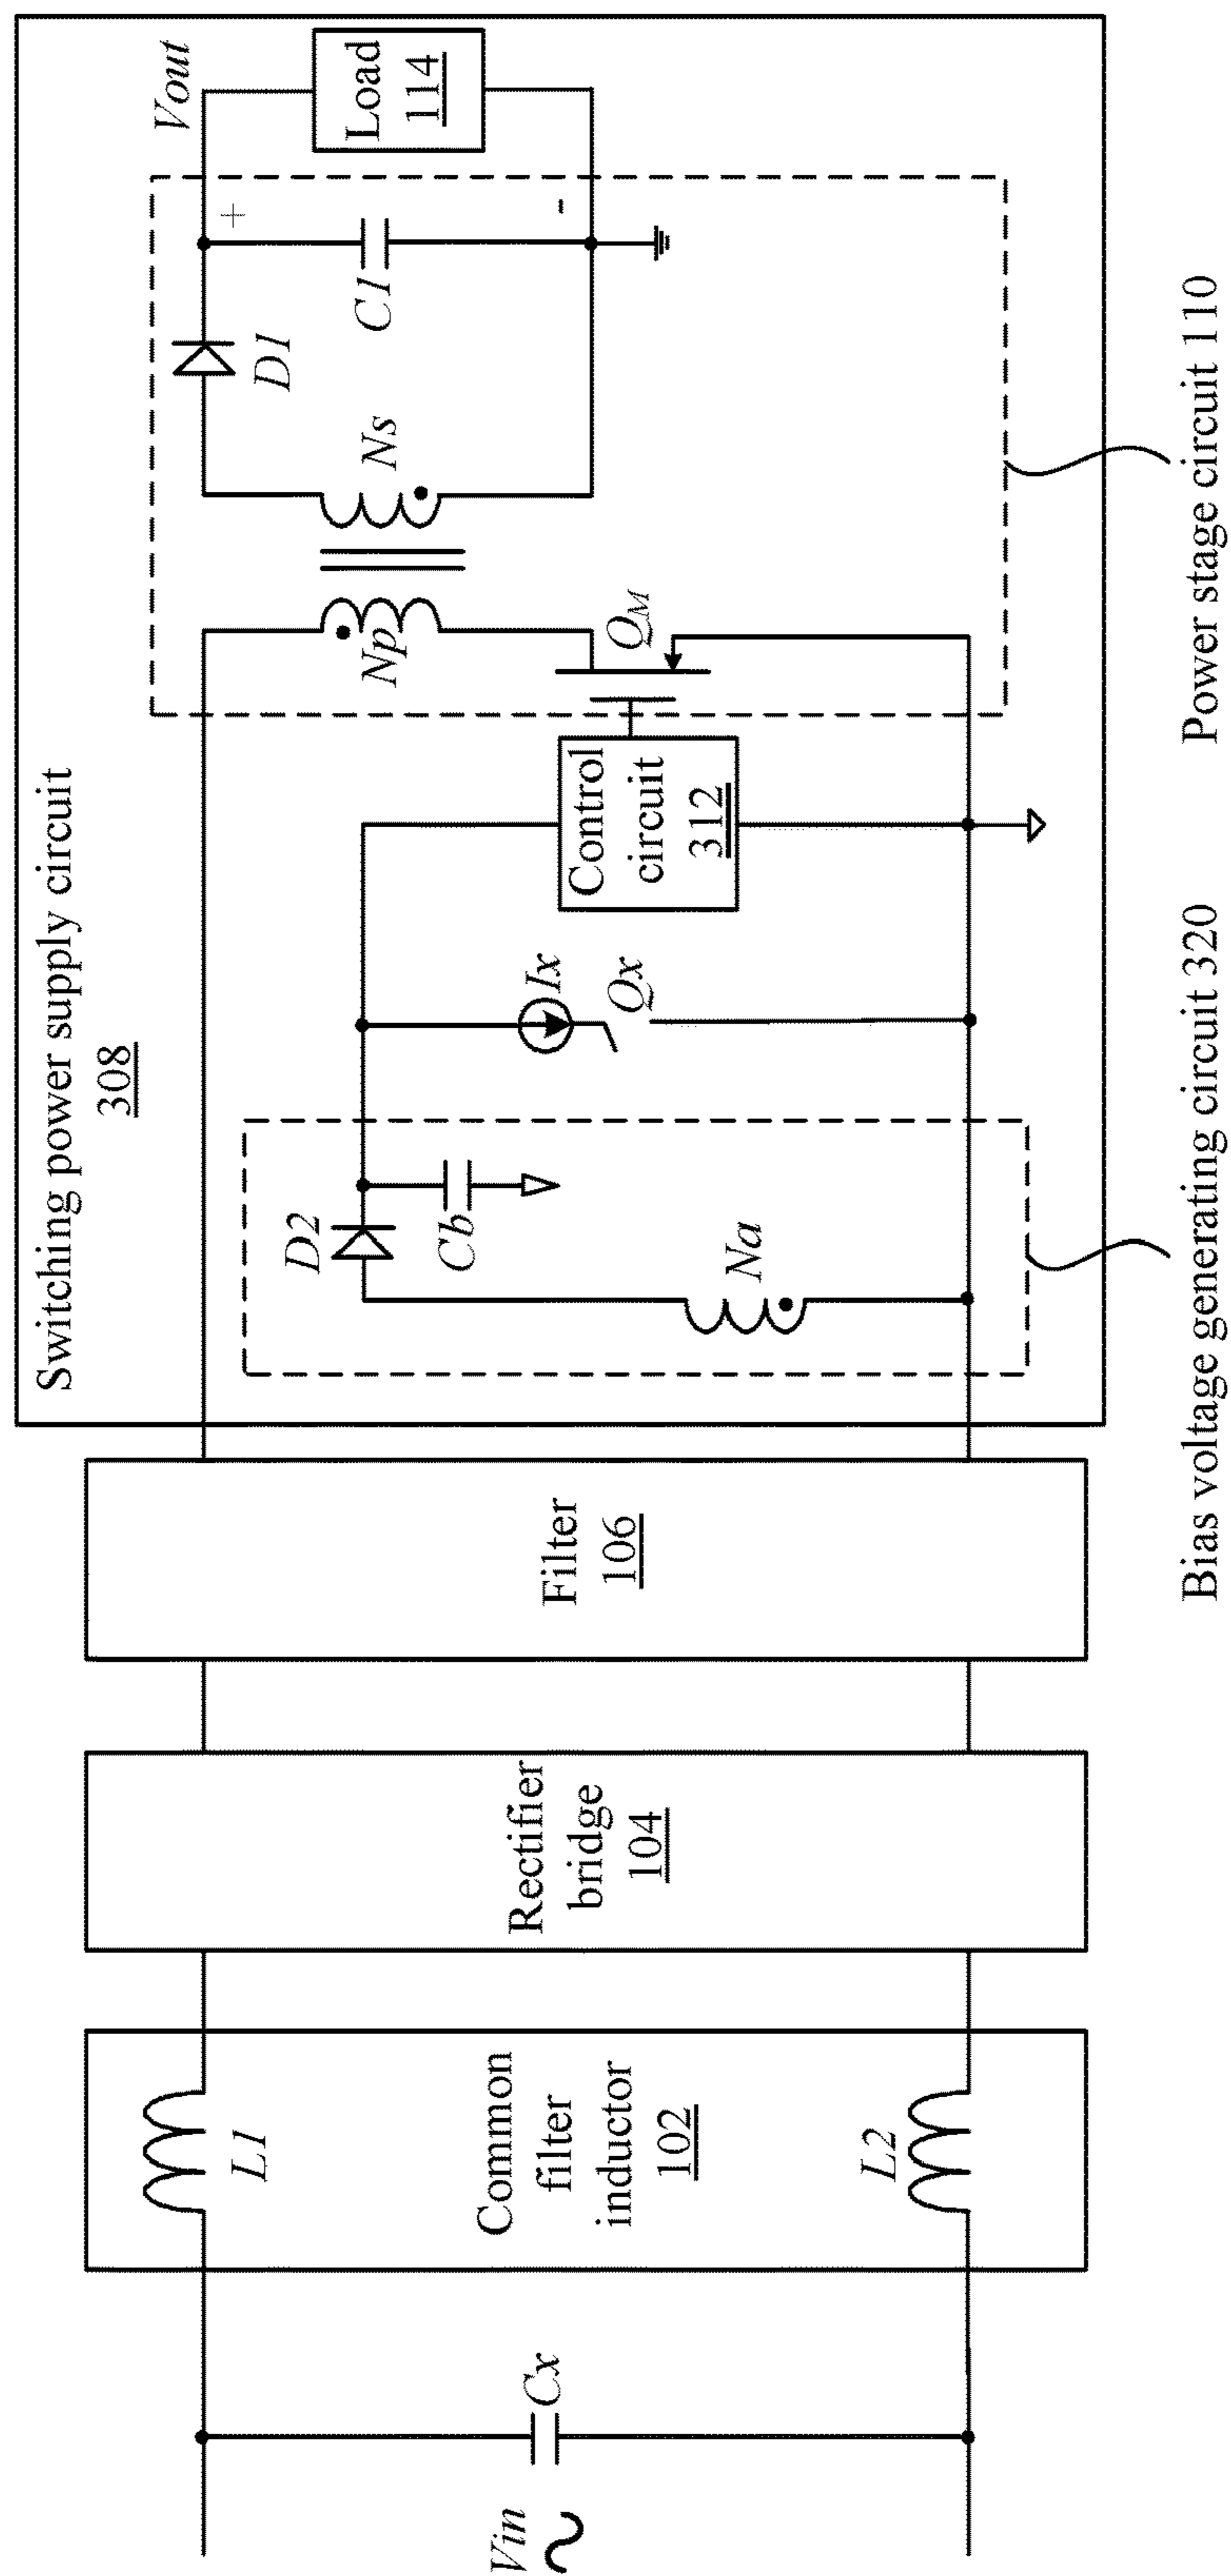 Switching power supply circuit
308
Vin
Cx
L1
Common
filter
inductor
102
L2
Rectifier
bridge
104
Filter
106
D2
Cb
Na
Ix
Qx
Control
circuit
312
QM
Np
Ns
D1
C1
+
-
Vout
Load
114
Bias voltage generating circuit 320
Power stage circuit 110